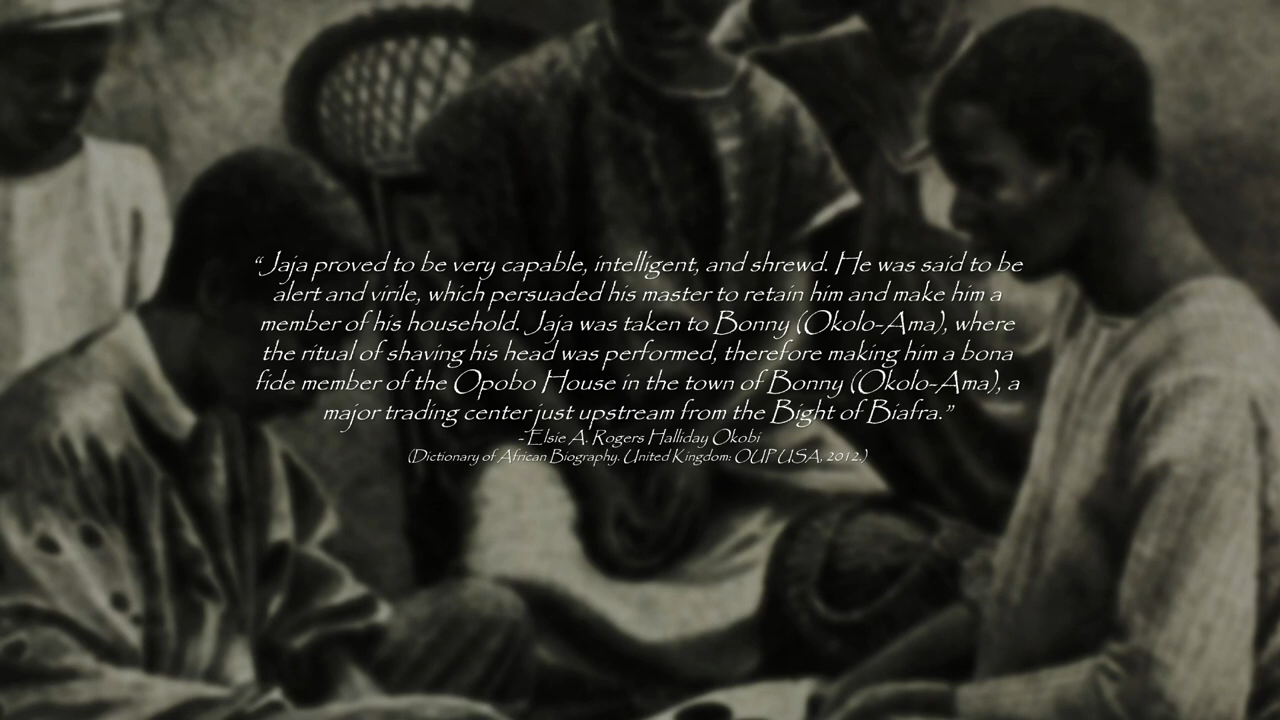 “Jaja proved to be very capable, intelligent, and shrewd. He was said to be
alert and virile, which persuaded his master to retain him and make him a
member of his household. Jaja was taken to Bonny (Okolo-Ama), where
the ritual of shaving his head was performed, therefore making him a bona
fide member of the Opobo House in the town of Bonny (Okolo-Ama), a
major trading center just upstream from the Bight of Biafra.”
-Elsie A. Rogers Halliday Okobi
(Dictionary of African Biography. United Kingdom: OUP USA, 2012.)